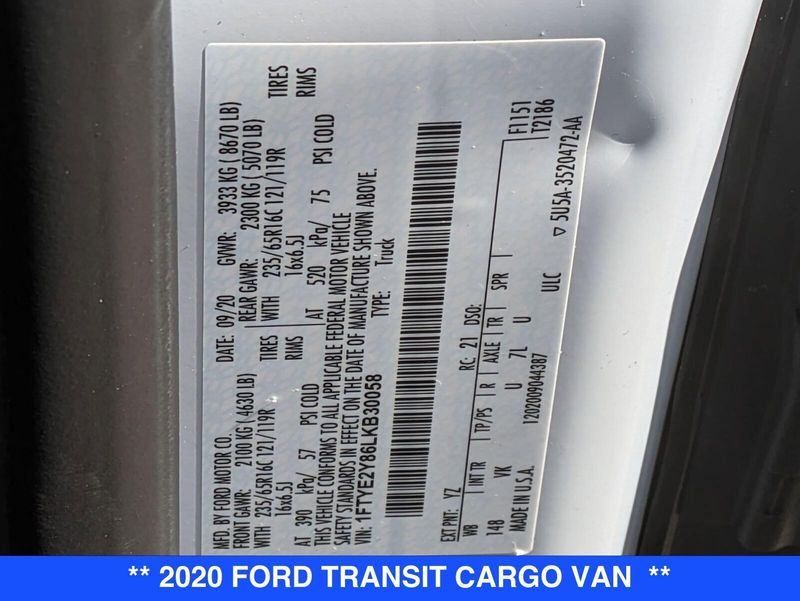 MFD. BY FORD MOTOR CO.
DATE: 09/20
GVWR: 3933 KG ( 8670 LB)
FRONT GAWR: 2100 KG ( 4630 LB)
REAR GAWR: 2300 KG ( 5070 LB)
WITH 235/65R16C 121/119R TIRES
WITH 235/65R16C 121/119R TIRES
16x6.5J RIMS
16x6.5J RIMS
AT 390 kPa/ 57 PSI COLD
AT 520 kPa/ 75 PSI COLD
THIS VEHICLE CONFORMS TO ALL APPLICABLE FEDERAL MOTOR VEHICLE
SAFETY STANDARDS IN EFFECT ON THE DATE OF MANUFACTURE SHOWN ABOVE.
VIN: 1FTYE2Y86LKB30058
TYPE: Truck
EXT PNT: YZ RC: 21 DSO: F1151
WB INT TR TP/PS R AXLE TR SPR T2186
148 VK U 7L U
MADE IN U.S.A. 120200904387 ULC ▽ 5U5A-3520472-AA
** 2020 FORD TRANSIT CARGO VAN **